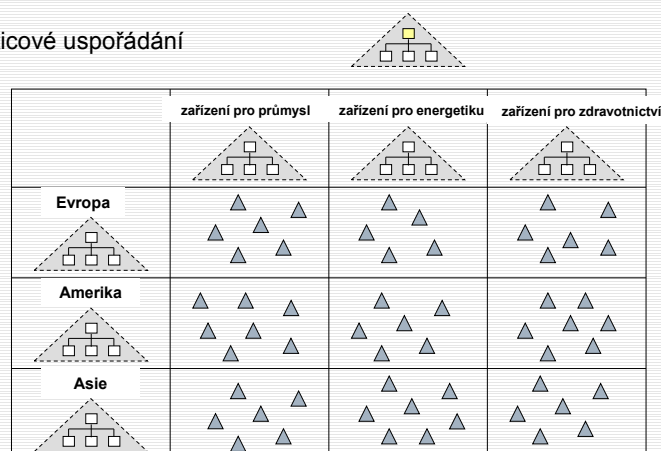 icové uspořádání
zařízení pro průmysl
zařízení pro energetiku
zařízení pro zdravotnictví
Evropa
Amerika
Asie